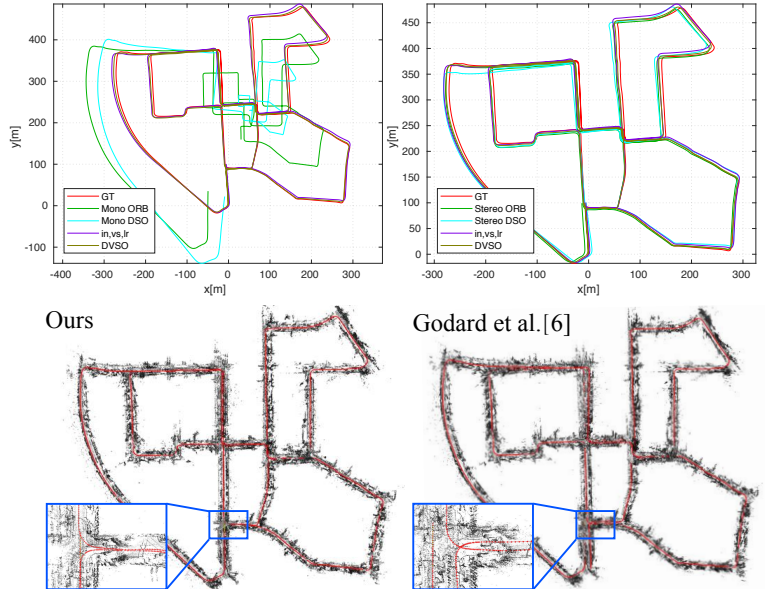 400
300
200
100
0
-100
y[m]
GT
Mono ORB
Mono DSO
in,vs,lr
DVSO
-400 -300 -200 -100 0 100 200 300
x[m]
450
400
350
300
250
200
150
100
50
0
y[m]
GT
Stereo ORB
Stereo DSO
in,vs,lr
DVSO
-300 -200 -100 0 100 200 300
x[m]
Ours
Godard et al.[6]